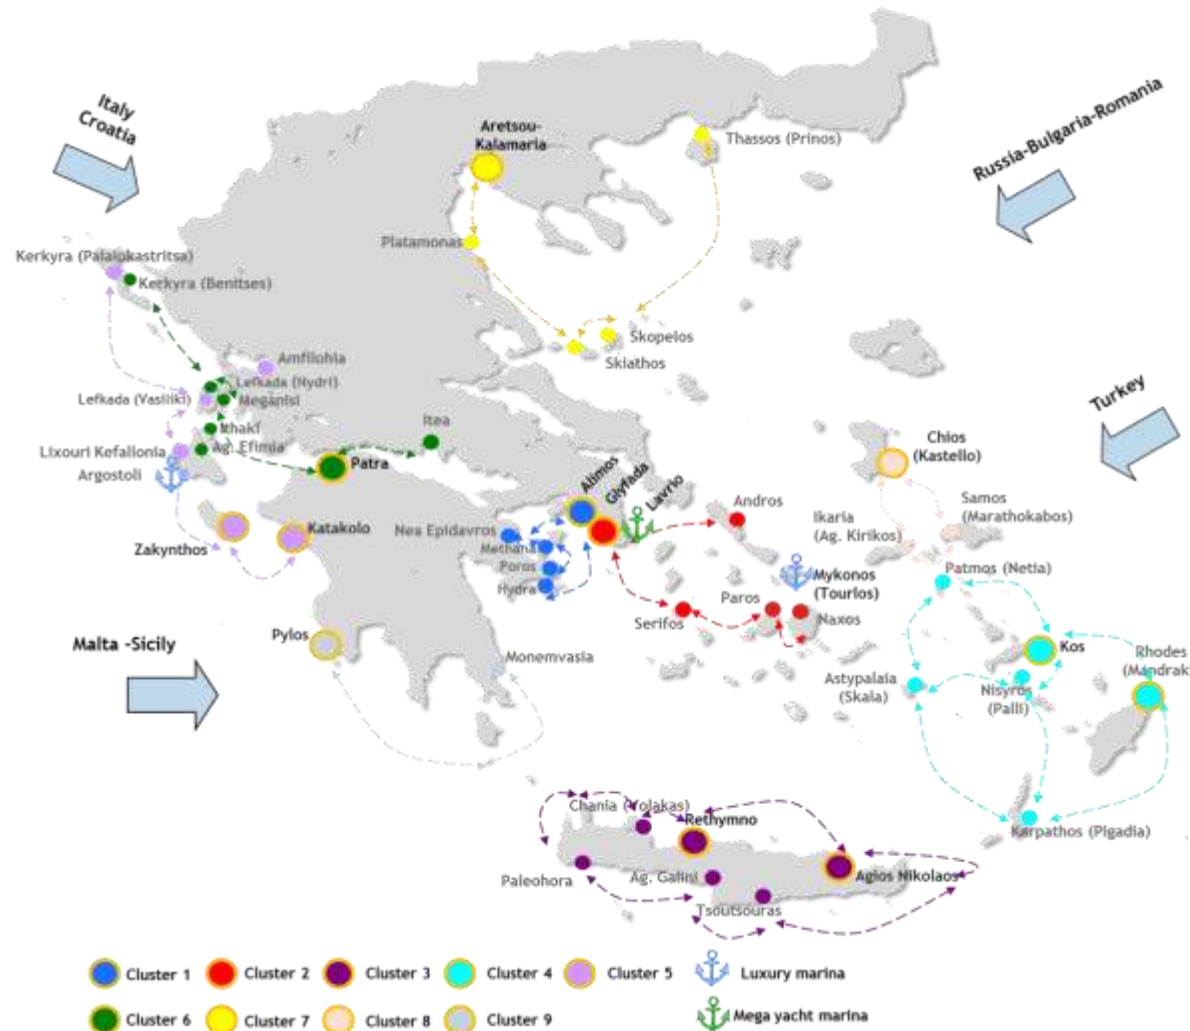 Italy
Croatia
Russia-Bulgaria-Romania
Aretsou-
Kalamaria
Thassos (Prinos)
Platamonas
Kerkyra (Palaiokastritsa)
Kerkyra (Benitses)
Skopelos
Skiathos
Amfilohia
Lefkada (Nydri)
Lefkada (Vasiliki)
Meganisi
Turkey
Itea
Ithaki
Ag. Efimia
Lixouri Kefallonia
Argostoli
Patra
Chios
(Kastello)
Alimos
Glyfada
Lavrio
Andros
Samos
(Marathokabos)
Ikaria
(Ag. Kirikos)
Zakynthos
Katakolo
Nea Epidavros
Methana
Poros
Hydra
Patmos (Netia)
Mykonos
(Tourlos)
Paros
Naxos
Serifos
Pylos
Malta -Sicily
Monemvasia
Kos
Rhodes
(Mandraki
Astypalaia
(Skala)
Nisyros
(Palli)
Chania (Volakas)
Rethymno
Karpathos (Pigadia)
Paleohora
Ag. Galini
Agios Nikolaos
Tsoutsouras
Cluster 1
Cluster 2
Cluster 3
Cluster 4
Cluster 5
Luxury marina
Cluster 6
Cluster 7
Cluster 8
Cluster 9
Mega yacht marina